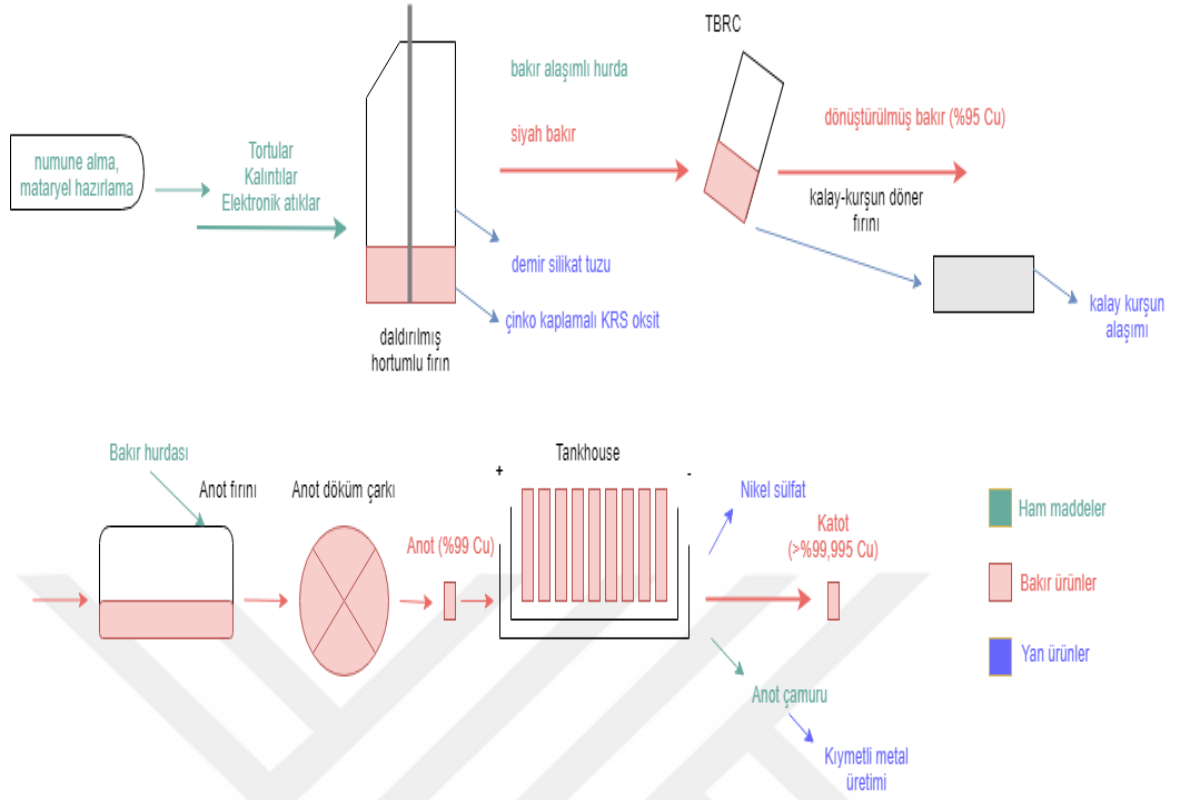 TBRC
bakır alaşımlı hurda
siyah bakır
dönüştürülmüş bakır (%95 Cu)
numune alma,
mataryel hazırlama
Tortular
Kalıntılar
Elektronik atıklar
kalay-kurşun döner
fırını
demir silikat tuzu
çinko kaplamalı KRS oksit
kalay kurşun
alaşımı
daldırılmış
hortumlu fırın
Bakır hurdası
Anot fırını
Anot döküm çarkı
Tankhouse
+
-
Anot (%99 Cu)
Nikel sülfat
Katot
(>%99,995 Cu)
Anot çamuru
Kıymetli metal
üretimi
Ham maddeler
Bakır ürünler
Yan ürünler